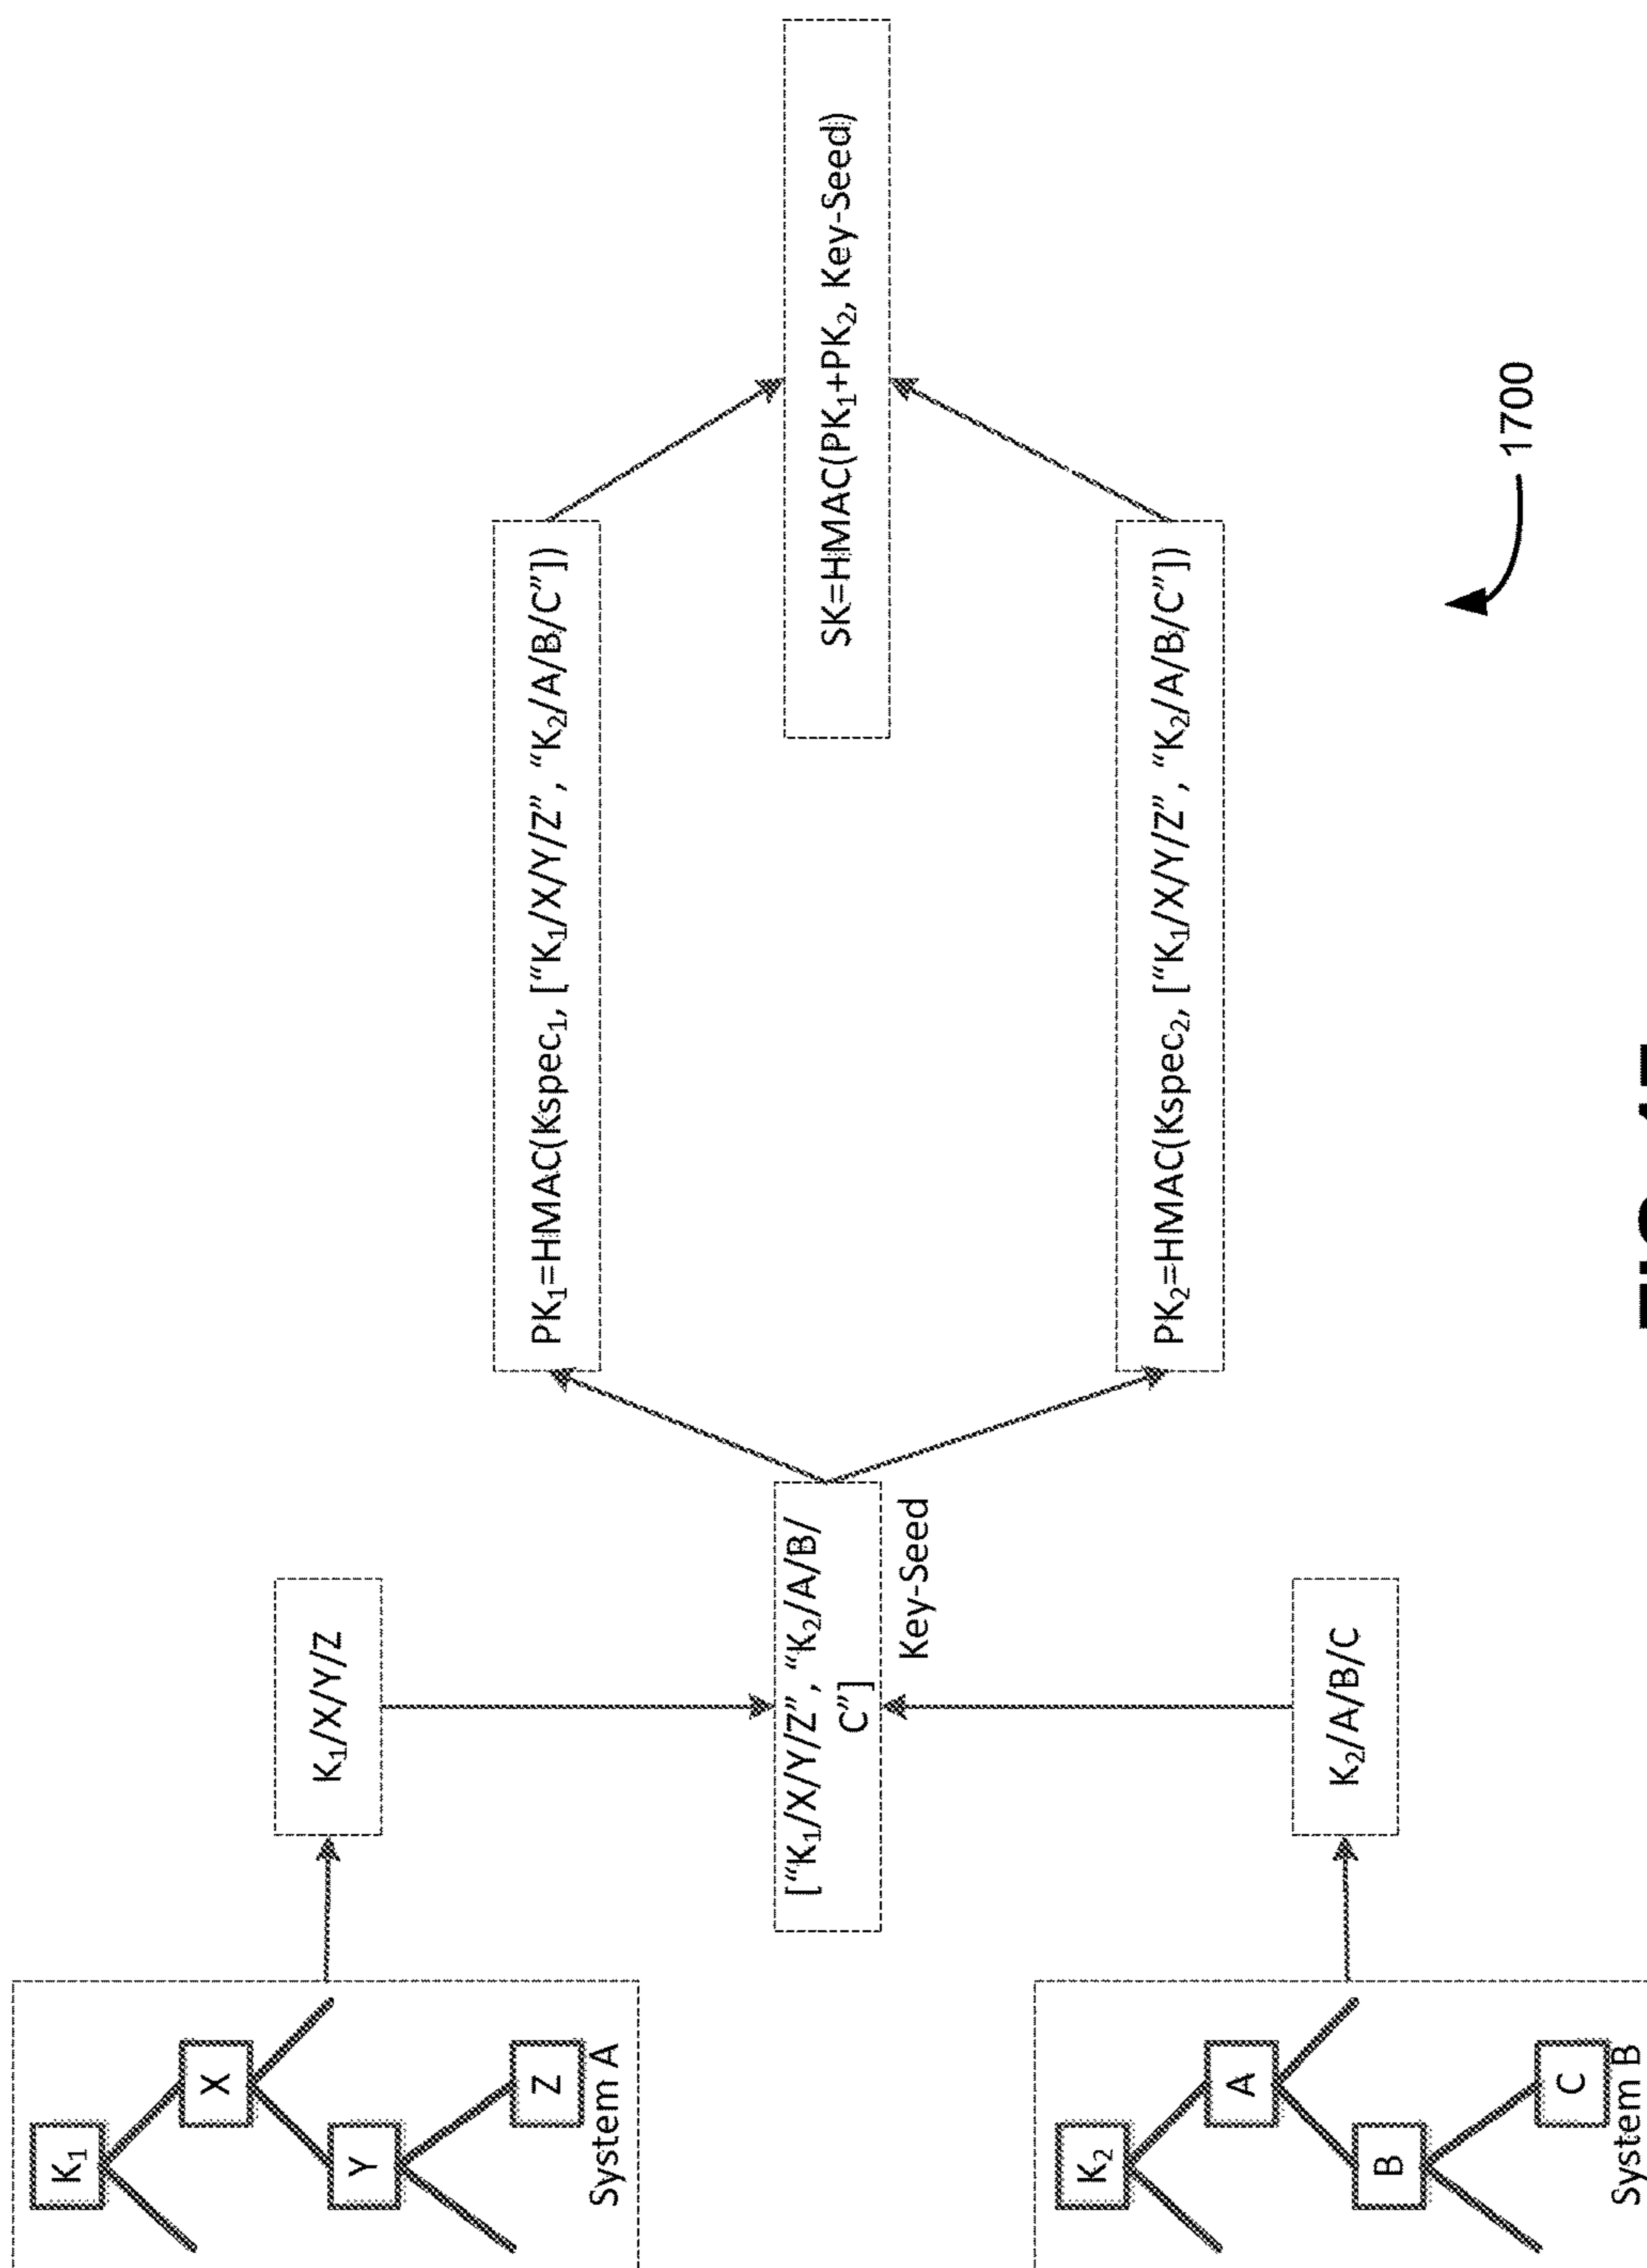 K₁
X
Y
Z
System A
K₁/X/Y/Z
["K₁/X/Y/Z", "K₂/A/B/
C"]
Key-Seed
K₂
A
B
C
System B
K₂/A/B/C
PK₁=HMAC(Kspec₁, ["K₁/X/Y/Z", "K₂/A/B/C"])
PK₂=HMAC(Kspec₂, ["K₁/X/Y/Z", "K₂/A/B/C"])
SK=HMAC(PK₁+PK₂, Key-Seed)
1700